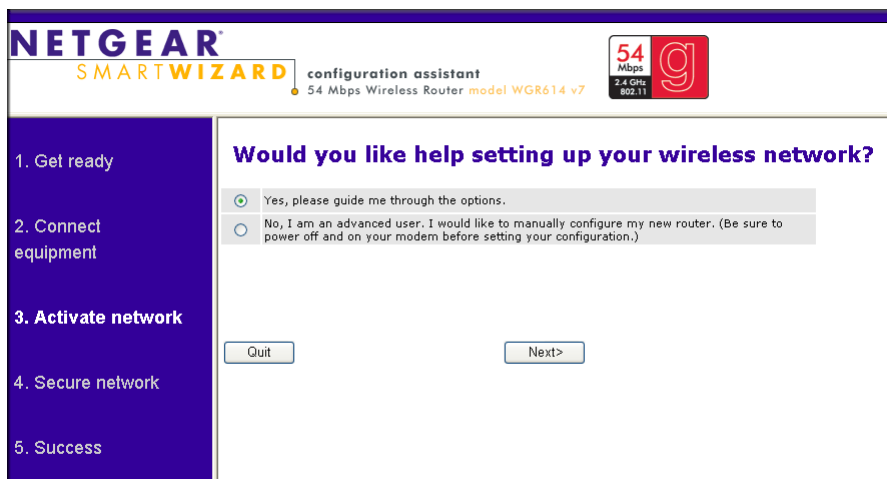 NETGEAR
SMARTWIZARD
configuration assistant
54 Mbps Wireless Router model WGR614 v7
54
Mbps
2.4 GHz
802.11
g
1. Get ready
2. Connect
equipment
3. Activate network
4. Secure network
5. Success
Would you like help setting up your wireless network?
Yes, please guide me through the options.
No, I am an advanced user. I would like to manually configure my new router. (Be sure to
power off and on your modem before setting your configuration.)
Quit
Next>